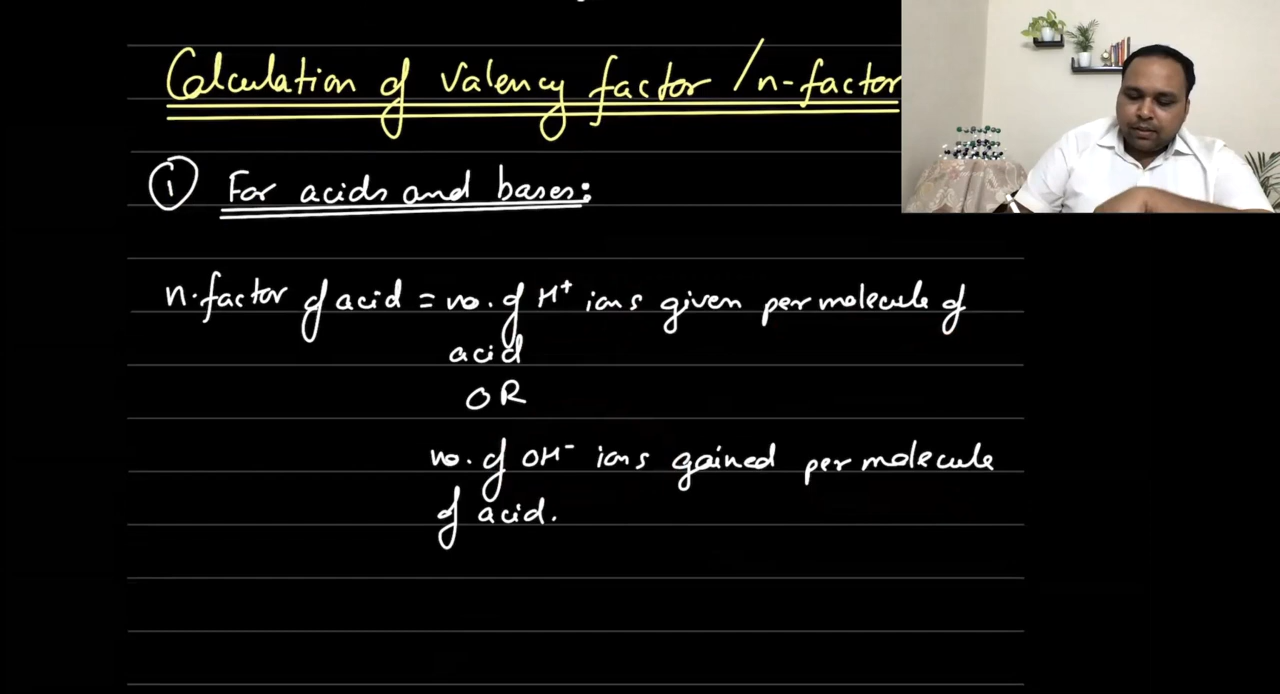 Calculation of valency factor / n-factor
i For acids and bases:
n.factor of acid = no. of H⁺ ions given per molecule of
acid
OR
no. of OH⁻ ions gained per molecule
of acid.